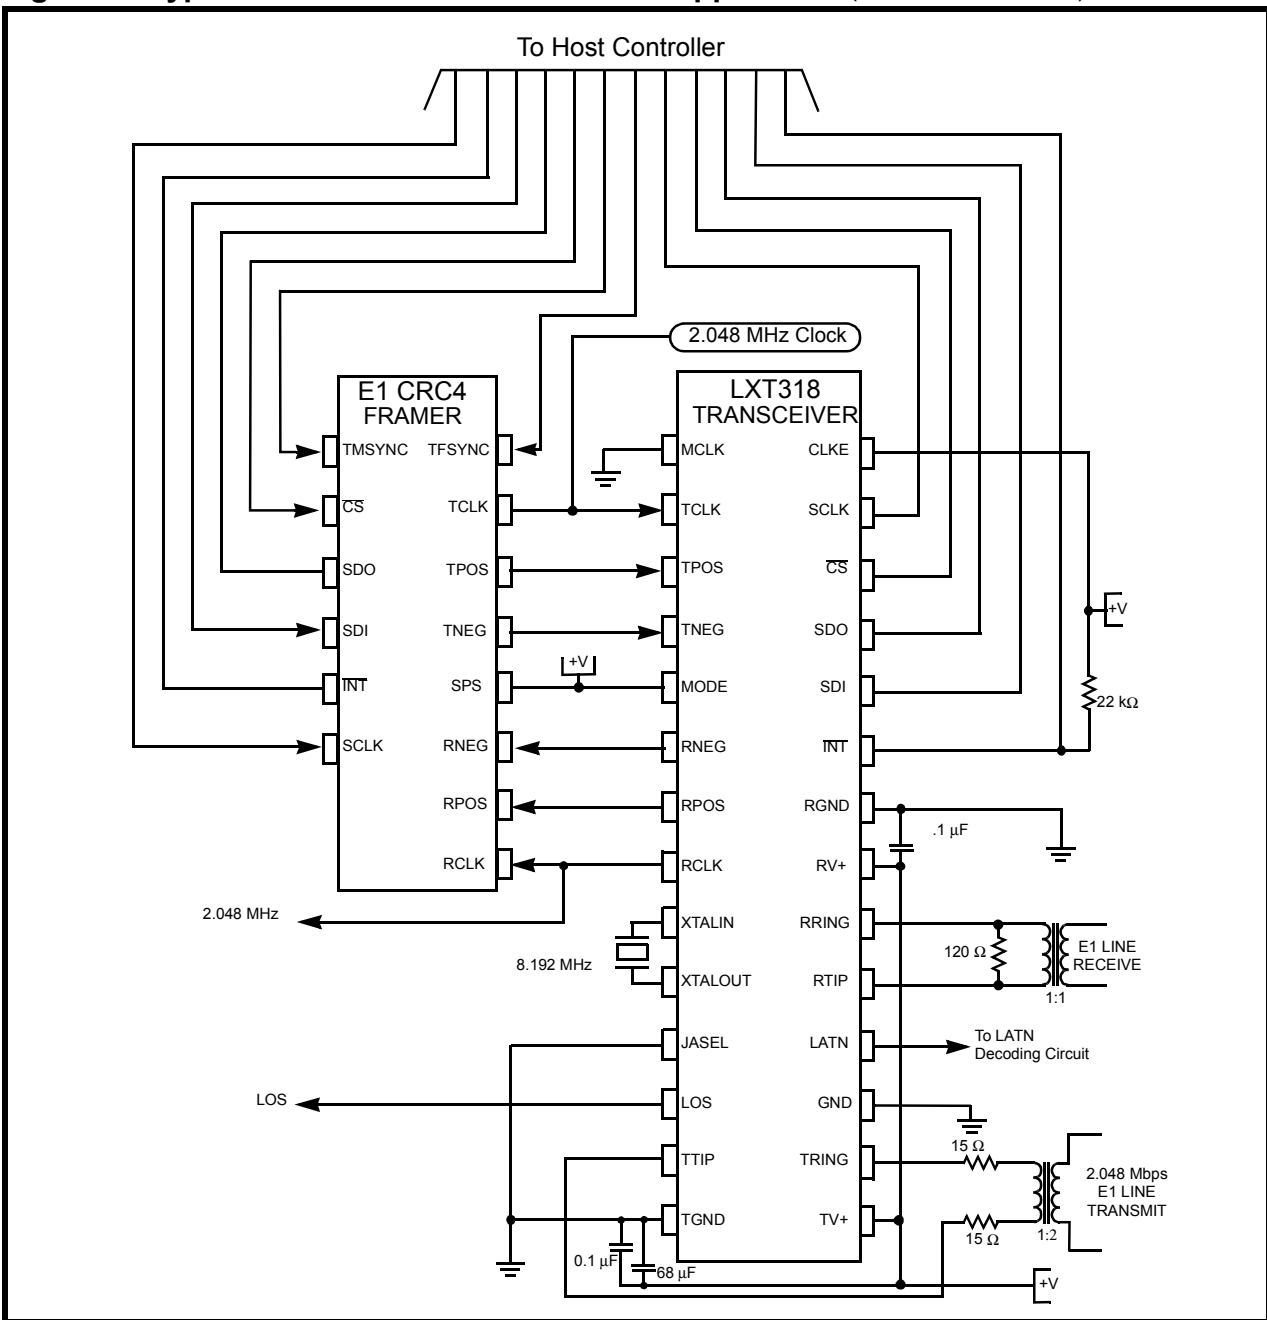 To Host Controller
2.048 MHz Clock
E1 CRC4
FRAMER
TMSYNC
TFSYNC
CS
TCLK
SDO
TPOS
SDI
TNEG
INT
SPS
SCLK
RNEG
RPOS
RCLK
+V
2.048 MHz
8.192 MHz
LXT318
TRANSCEIVER
MCLK
CLKE
TCLK
SCLK
TPOS
CS
TNEG
SDO
MODE
SDI
RNEG
INT
RPOS
RGND
RCLK
RV+
XTALIN
RRING
XTALOUT
RTIP
JASEL
LATN
LOS
GND
TTIP
TRING
TGND
TV+
+V
22 kΩ
.1 µF
120 Ω
1:1
E1 LINE
RECEIVE
To LATN
Decoding Circuit
LOS
15 Ω
15 Ω
1:2
2.048 Mbps
E1 LINE
TRANSMIT
0.1 µF
68 µF
+V